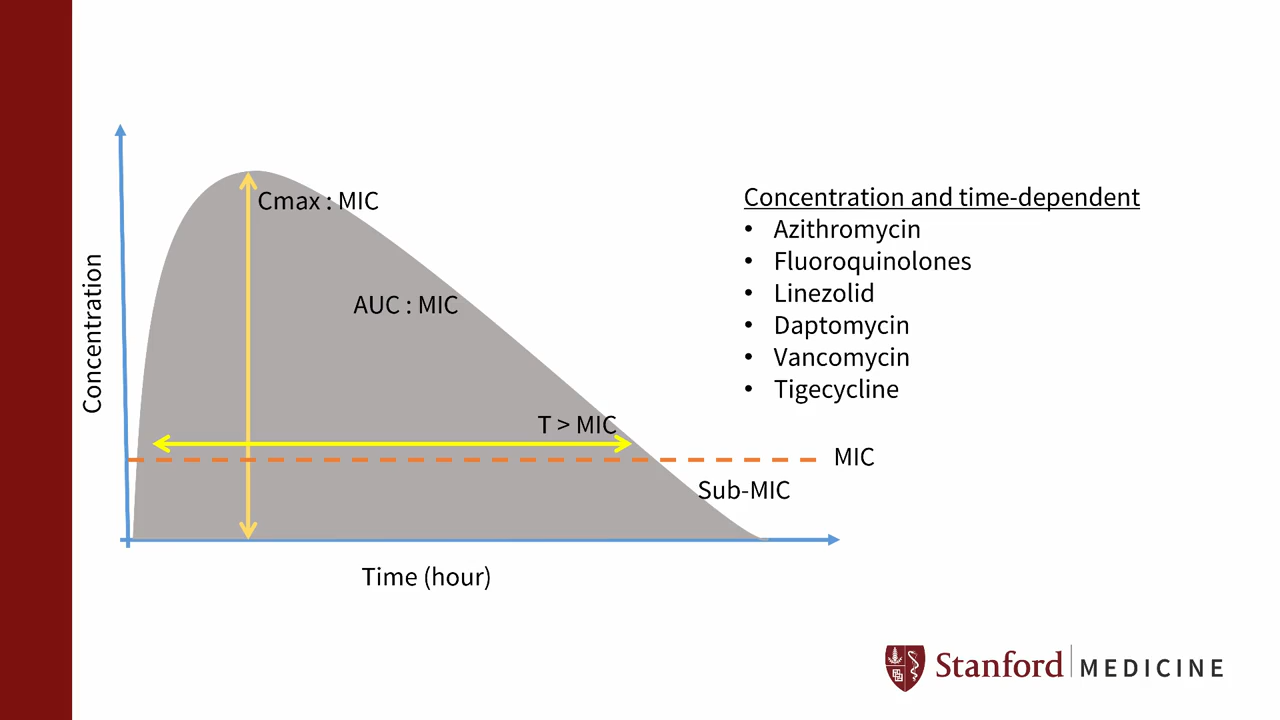 Concentration
Cmax : MIC
AUC : MIC
T > MIC
MIC
Sub-MIC
Time (hour)
Concentration and time-dependent
• Azithromycin
• Fluoroquinolones
• Linezolid
• Daptomycin
• Vancomycin
• Tigecycline
Stanford MEDICINE